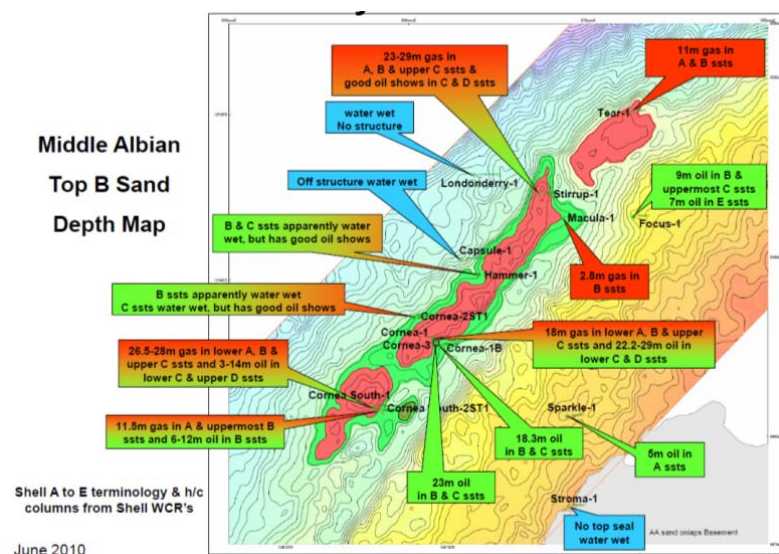 Middle Albian
Top B Sand
Depth Map
23-29m gas in
A, B & upper C ssts &
good oil shows in C & D ssts
11m gas in
A & B ssts
water wet
No structure
Tear-1
Off structure water wet
Londonderry-1
Stirrup-1
9m oil in B &
uppermost C ssts
7m oil in E ssts
Macula-1
Focus-1
B & C ssts apparently water
wet, but has good oil shows
Capsule-1
Hammer-1
2.8m gas in
B ssts
B ssts apparently water wet
C ssts water wet, but has good oil shows
Cornea-2ST1
Cornea-1
Cornea-3
Cornea-1B
18m gas in lower A, B & upper
C ssts and 22.2-29m oil in
lower C & D ssts
26.5-28m gas in lower A, B &
upper C ssts and 3-14m oil in
lower C & upper D ssts
Cornea South-1
Cornea South-2ST1
Sparkle-1
11.5m gas in A & uppermost B
ssts and 6-12m oil in B ssts
18.3m oil
in B & C ssts
5m oil in
A ssts
23m oil
in B & C ssts
Shell A to E terminology & h/c
columns from Shell WCR's
Stroma-1
No top seal
water wet
AA sand onlaps Basement
June 2010